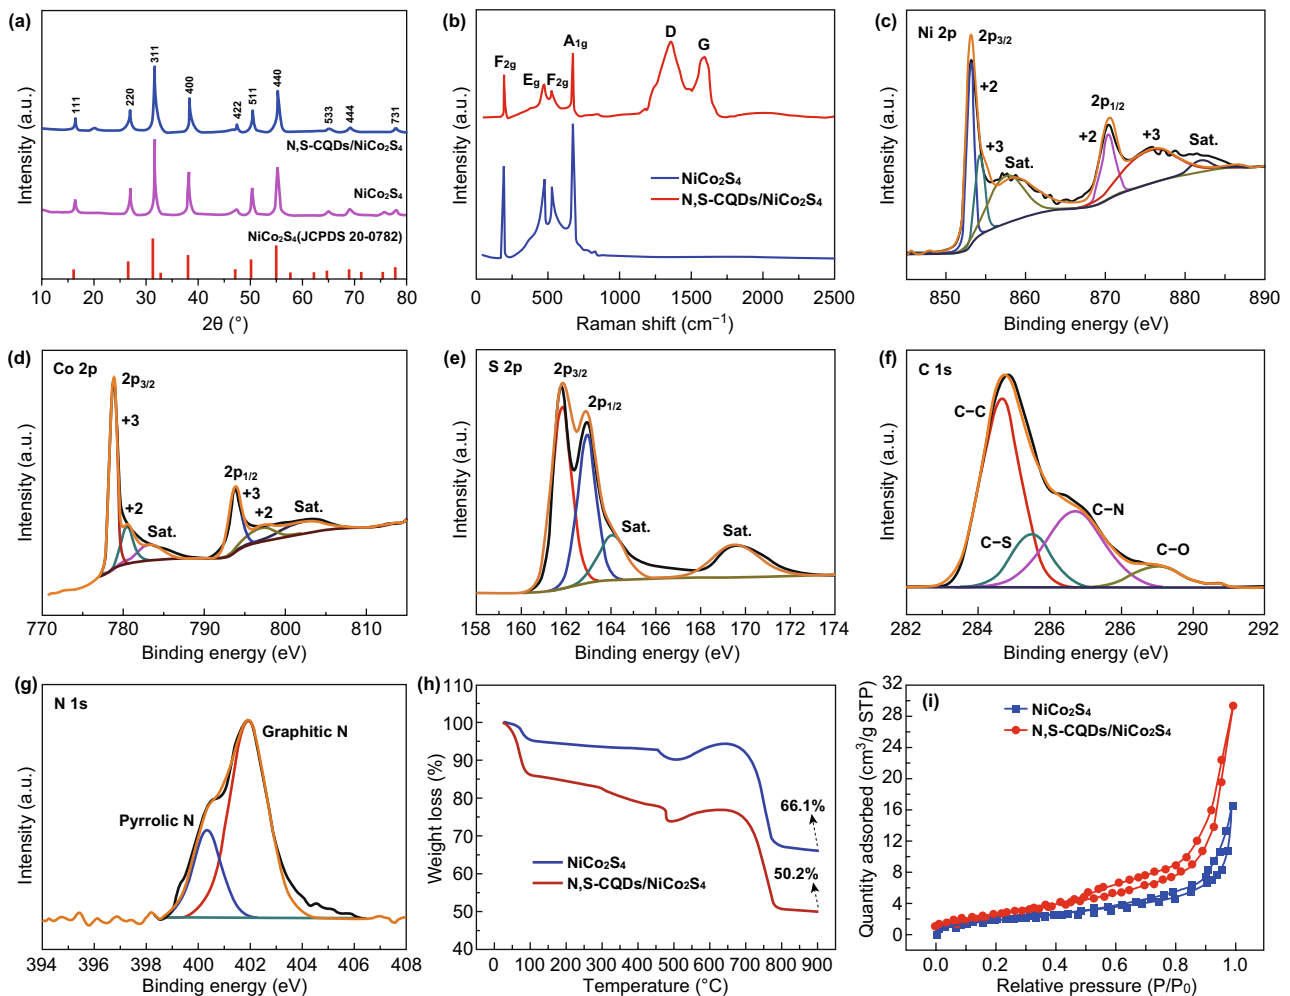 (a)
111
220
311
400
422
511
440
533
444
731
N,S-CQDs/NiCo₂S₄
NiCo₂S₄
NiCo₂S₄(JCPDS 20-0782)
Intensity (a.u.)
10 20 30 40 50 60 70 80
2θ (°)
(b)
F₂g
Eg
F₂g
A₁g
D
G
NiCo₂S₄
N,S-CQDs/NiCo₂S₄
Intensity (a.u.)
0 500 1000 1500 2000 2500
Raman shift (cm⁻¹)
(c)
Ni 2p
2p₃/₂
+2
+3
Sat.
2p₁/₂
+2
+3
Sat.
Intensity (a.u.)
850 860 870 880 890
Binding energy (eV)
(d)
Co 2p
2p₃/₂
+3
+2
Sat.
2p₁/₂
+3
+2
Sat.
Intensity (a.u.)
770 780 790 800 810
Binding energy (eV)
(e)
S 2p
2p₃/₂
2p₁/₂
Sat.
Sat.
Intensity (a.u.)
158 160 162 164 166 168 170 172 174
Binding energy (eV)
(f)
C 1s
C−C
C−S
C−N
C−O
Intensity (a.u.)
282 284 286 288 290 292
Binding energy (eV)
(g)
N 1s
Graphitic N
Pyrrolic N
Intensity (a.u.)
394 396 398 400 402 404 406 408
Binding energy (eV)
(h)
110
100
90
80
70
60
50
40
Weight loss (%)
66.1%
50.2%
NiCo₂S₄
N,S-CQDs/NiCo₂S₄
0 100 200 300 400 500 600 700 800 900
Temperature (°C)
(i)
32
28
24
20
16
12
8
4
0
Quantity adsorbed (cm³/g STP)
NiCo₂S₄
N,S-CQDs/NiCo₂S₄
0.0 0.2 0.4 0.6 0.8 1.0
Relative pressure (P/P₀)